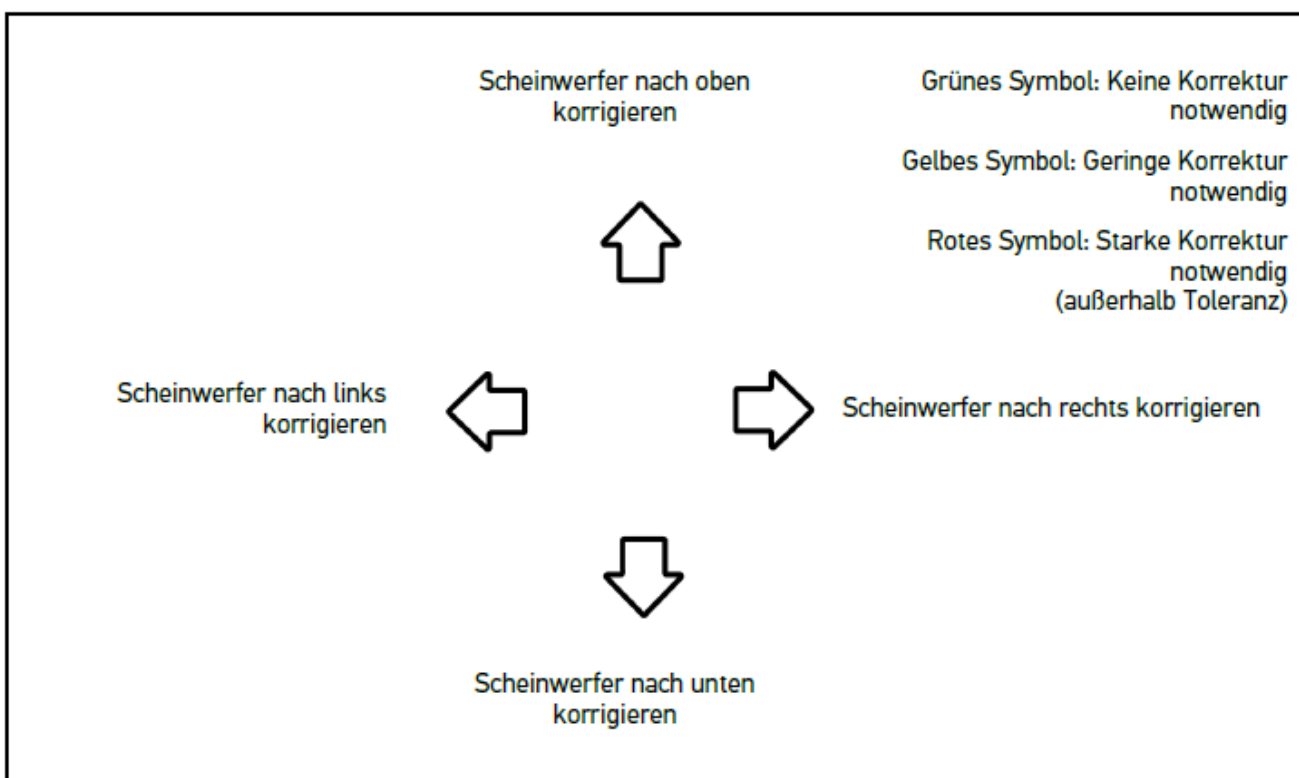 Scheinwerfer nach oben
korrigieren
Grünes Symbol: Keine Korrektur
notwendig
Gelbes Symbol: Geringe Korrektur
notwendig
Rotes Symbol: Starke Korrektur
notwendig
(außerhalb Toleranz)
Scheinwerfer nach links
korrigieren
Scheinwerfer nach rechts korrigieren
Scheinwerfer nach unten
korrigieren